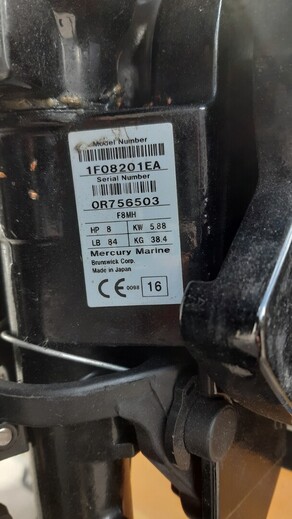 Model Number
1F08201EA
Serial Number
0R756503
F8MH
HP 8 KW 5.88
LB 84 KG 38.4
Mercury Marine
Brunswick Corp.
Made in Japan
CE 0068 16